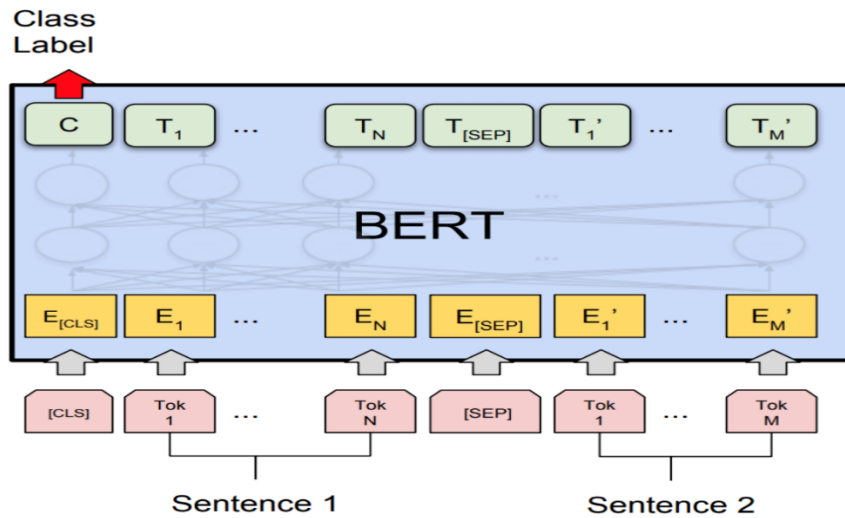 Class
Label
C T1 ... TN T[SEP] T1' ... TM'
...
BERT
...
E[CLS] E1 ... EN E[SEP] E1' ... EM'
[CLS] Tok 1 ... Tok N [SEP] Tok 1 ... Tok M
Sentence 1 Sentence 2